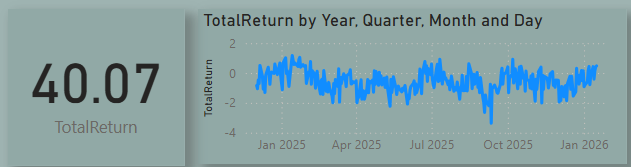 40.07
TotalReturn
TotalReturn by Year, Quarter, Month and Day
TotalReturn
2
0
-2
-4
Jan 2025 Apr 2025 Jul 2025 Oct 2025 Jan 2026